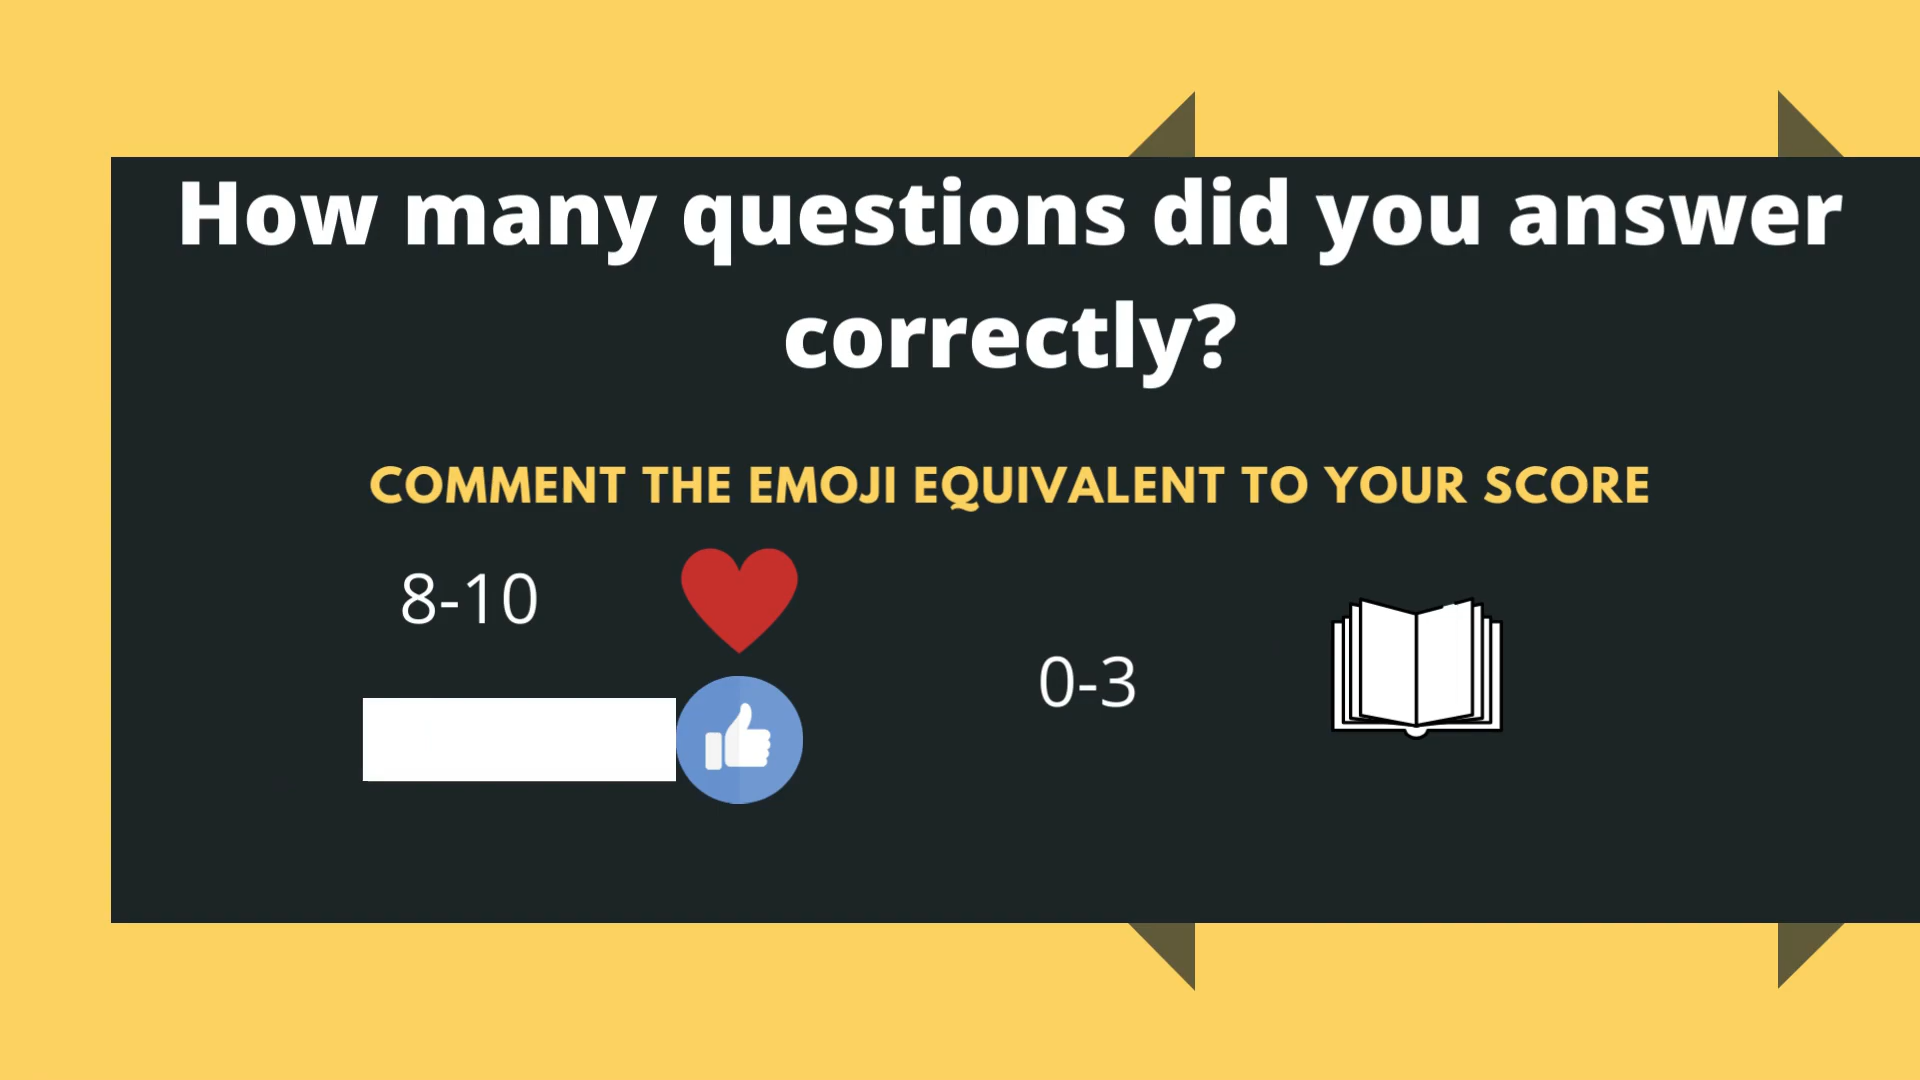 How many questions did you answer
correctly?
COMMENT THE EMOJI EQUIVALENT TO YOUR SCORE
8-10
0-3